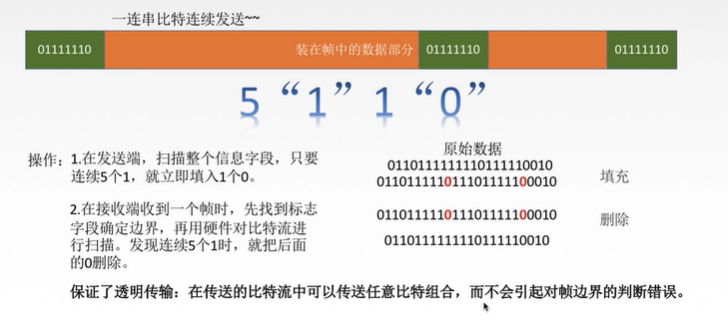 一连串比特连续发送~~
01111110 装在帧中的数据部分 01111110 01111110
5 “1” 1 “0”
操作：1.在发送端，扫描整个信息字段，只要
连续5个1，就立即填入1个0。
2.在接收端收到一个帧时，先找到标志
字段确定边界，再用硬件对比特流进
行扫描。发现连续5个1时，就把后面
的0删除。
原始数据
0110111111110111110010
011011111011101111100010 填充
011011111011101111100010 删除
0110111111110111110010
保证了透明传输：在传送的比特流中可以传送任意比特组合，而不会引起对帧边界的判断错误。